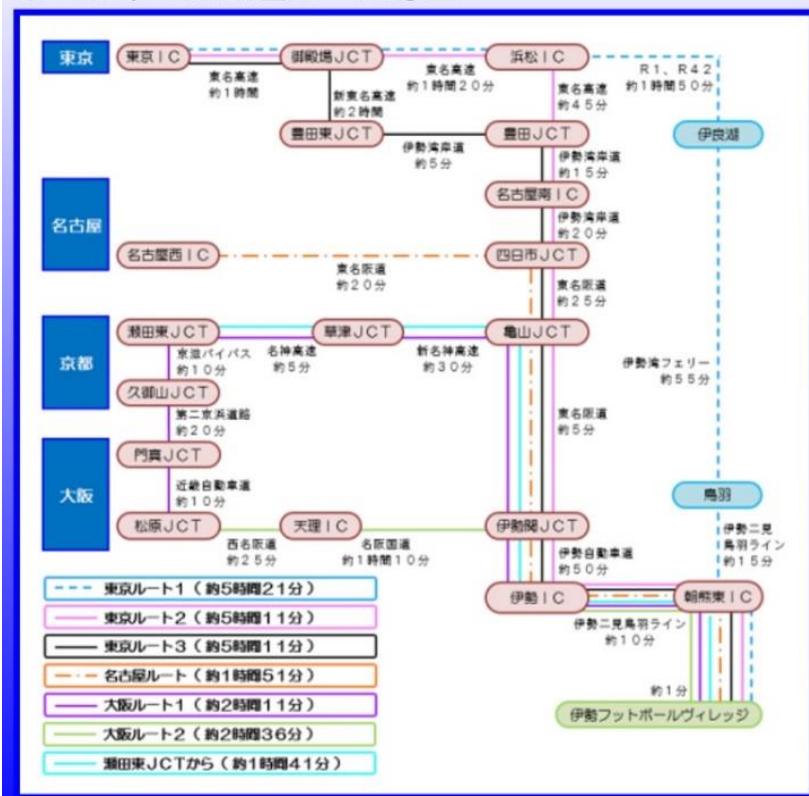 東京
東京IC
御殿場JCT
浜松IC
東名高速
約1時間
東名高速
約1時間20分
R1、R42
約1時間50分
新東名高速
約2時間
東名高速
約45分
豊田東JCT
豊田JCT
伊良湖
伊勢湾岸道
約5分
伊勢湾岸道
約15分
名古屋
名古屋南IC
伊勢湾岸道
約20分
名古屋西IC
四日市JCT
東名阪道
約20分
東名阪道
約25分
京都
瀬田東JCT
草津JCT
亀山JCT
京滋バイパス
約10分
名神高速
約5分
新名神高速
約30分
伊勢湾フェリー
約55分
久御山JCT
第二京浜道路
約20分
東名阪道
約5分
大阪
門真JCT
近畿自動車道
約10分
鳥羽
松原JCT
天理IC
伊勢関JCT
西名阪道
約25分
名阪国道
約1時間10分
伊勢自動車道
約50分
伊勢二見
鳥羽ライン
約15分
東京ルート1(約5時間21分)
東京ルート2(約5時間11分)
東京ルート3(約5時間11分)
名古屋ルート(約1時間51分)
大阪ルート1(約2時間11分)
大阪ルート2(約2時間36分)
瀬田東JCTから(約1時間41分)
伊勢IC
朝熊東IC
伊勢二見鳥羽ライン
約10分
約1分
伊勢フットボールヴィレッジ